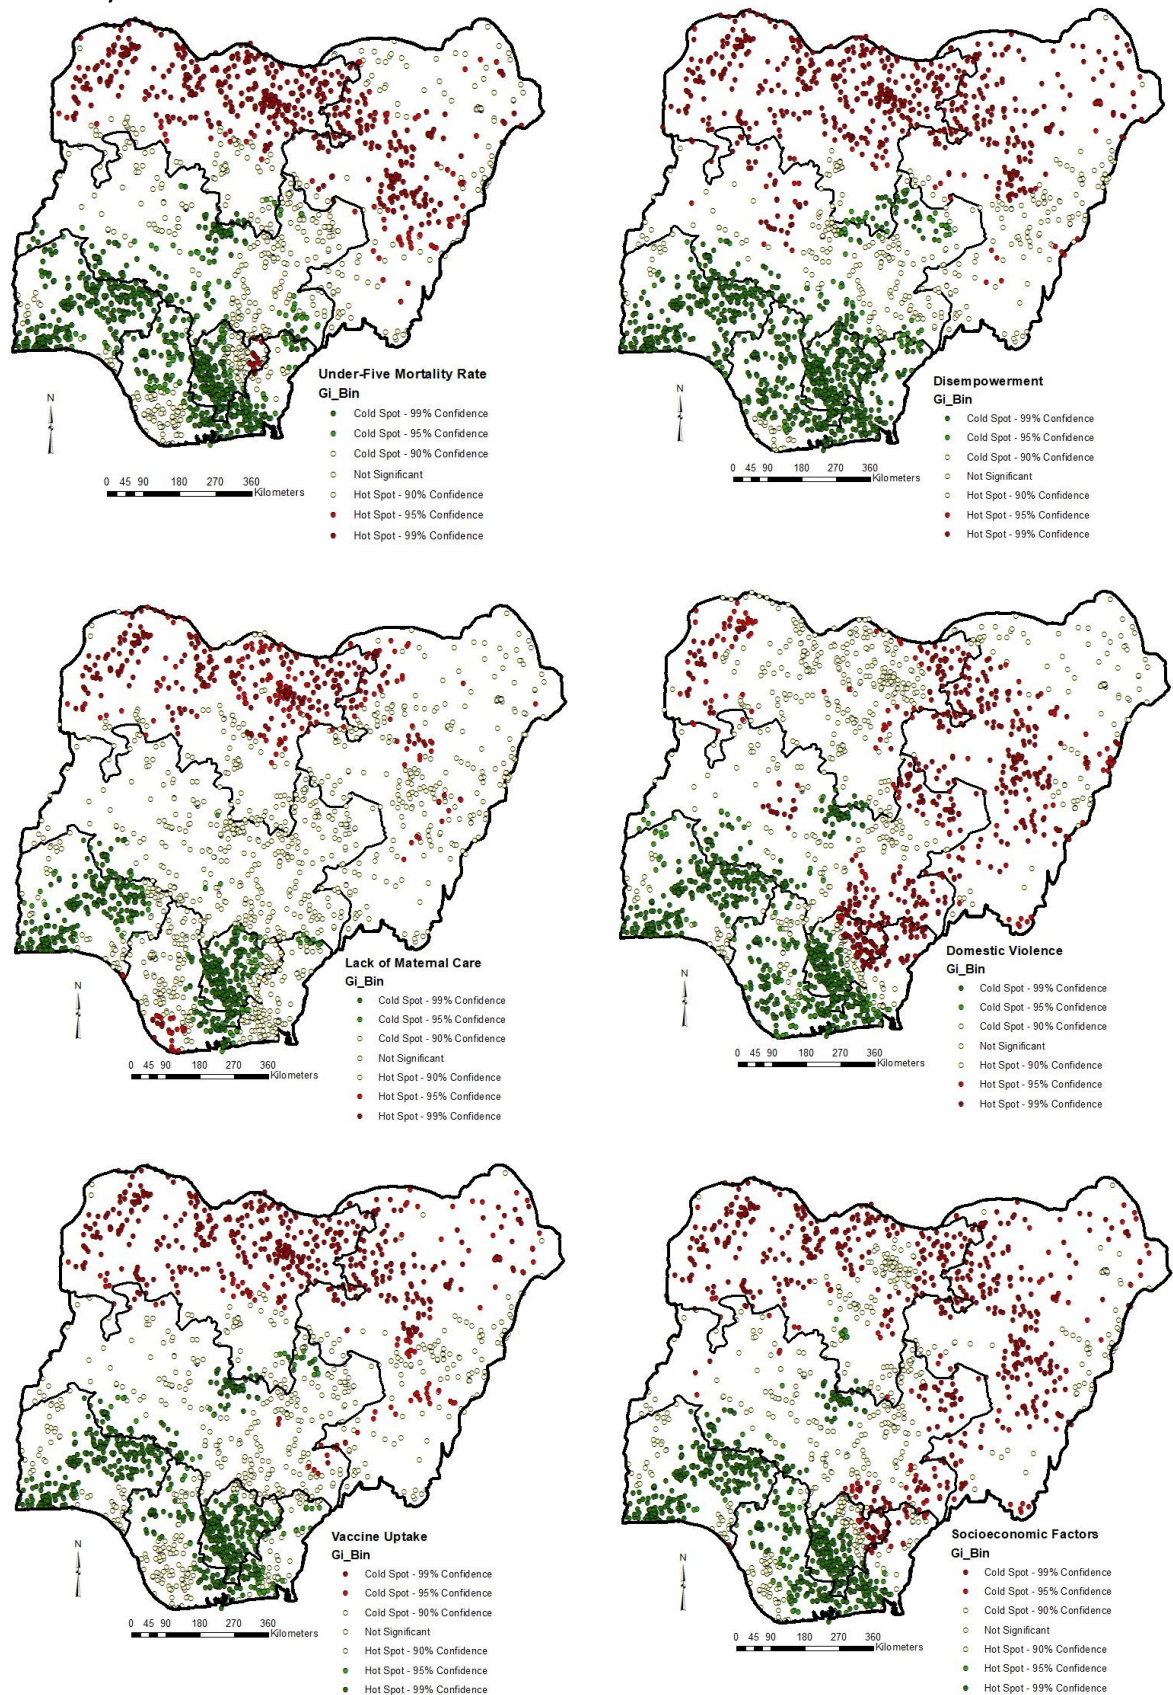 Under-Five Mortality Rate
Gi_Bin
Cold Spot - 99% Confidence
Cold Spot - 95% Confidence
Cold Spot - 90% Confidence
Not Significant
Hot Spot - 90% Confidence
Hot Spot - 95% Confidence
Hot Spot - 99% Confidence
N
0 45 90 180 270 360
Kilometers
Disempowerment
Gi_Bin
Cold Spot - 99% Confidence
Cold Spot - 95% Confidence
Cold Spot - 90% Confidence
Not Significant
Hot Spot - 90% Confidence
Hot Spot - 95% Confidence
Hot Spot - 99% Confidence
N
0 45 90 180 270 360
Kilometers
Lack of Maternal Care
Gi_Bin
Cold Spot - 99% Confidence
Cold Spot - 95% Confidence
Cold Spot - 90% Confidence
Not Significant
Hot Spot - 90% Confidence
Hot Spot - 95% Confidence
Hot Spot - 99% Confidence
N
0 45 90 180 270 360
Kilometers
Domestic Violence
Gi_Bin
Cold Spot - 99% Confidence
Cold Spot - 95% Confidence
Cold Spot - 90% Confidence
Not Significant
Hot Spot - 90% Confidence
Hot Spot - 95% Confidence
Hot Spot - 99% Confidence
N
0 45 90 180 270 360
Kilometers
Vaccine Uptake
Gi_Bin
Cold Spot - 99% Confidence
Cold Spot - 95% Confidence
Cold Spot - 90% Confidence
Not Significant
Hot Spot - 90% Confidence
Hot Spot - 95% Confidence
Hot Spot - 99% Confidence
N
0 45 90 180 270 360
Kilometers
Socioeconomic Factors
Gi_Bin
Cold Spot - 99% Confidence
Cold Spot - 95% Confidence
Cold Spot - 90% Confidence
Not Significant
Hot Spot - 90% Confidence
Hot Spot - 95% Confidence
Hot Spot - 99% Confidence
N
0 45 90 180 270 360
Kilometers